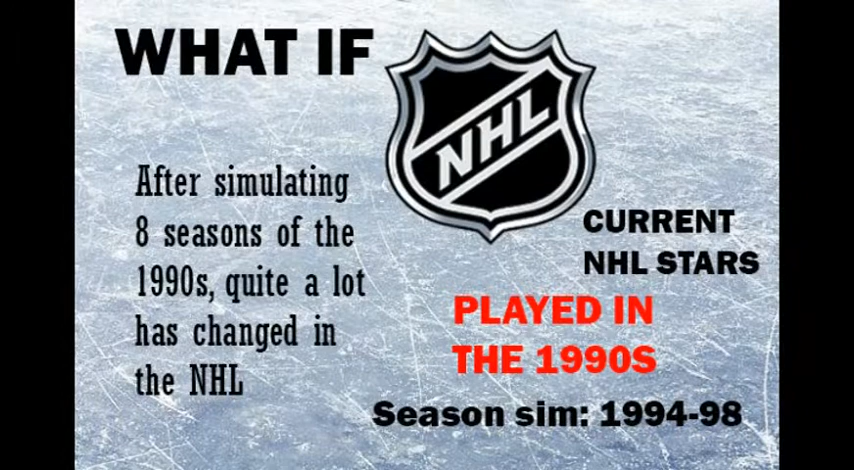 WHAT IF
NHL
After simulating
8 seasons of the
1990s, quite a lot
has changed in
the NHL
CURRENT
NHL STARS
PLAYED IN
THE 1990S
Season sim: 1994-98